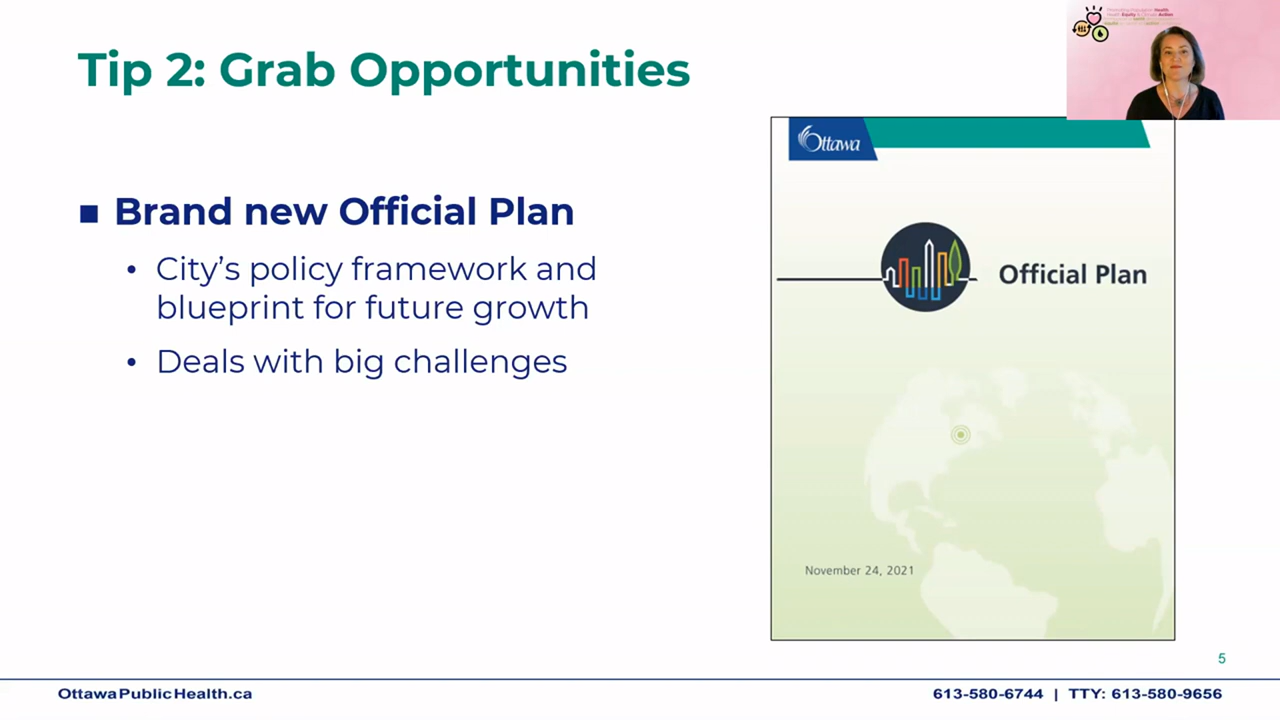 Tip 2: Grab Opportunities
Ottawa
Brand new Official Plan
City's policy framework and
blueprint for future growth
Deals with big challenges
Official Plan
November 24, 2021
5
OttawaPublicHealth.ca
613-580-6744 | TTY: 613-580-9656